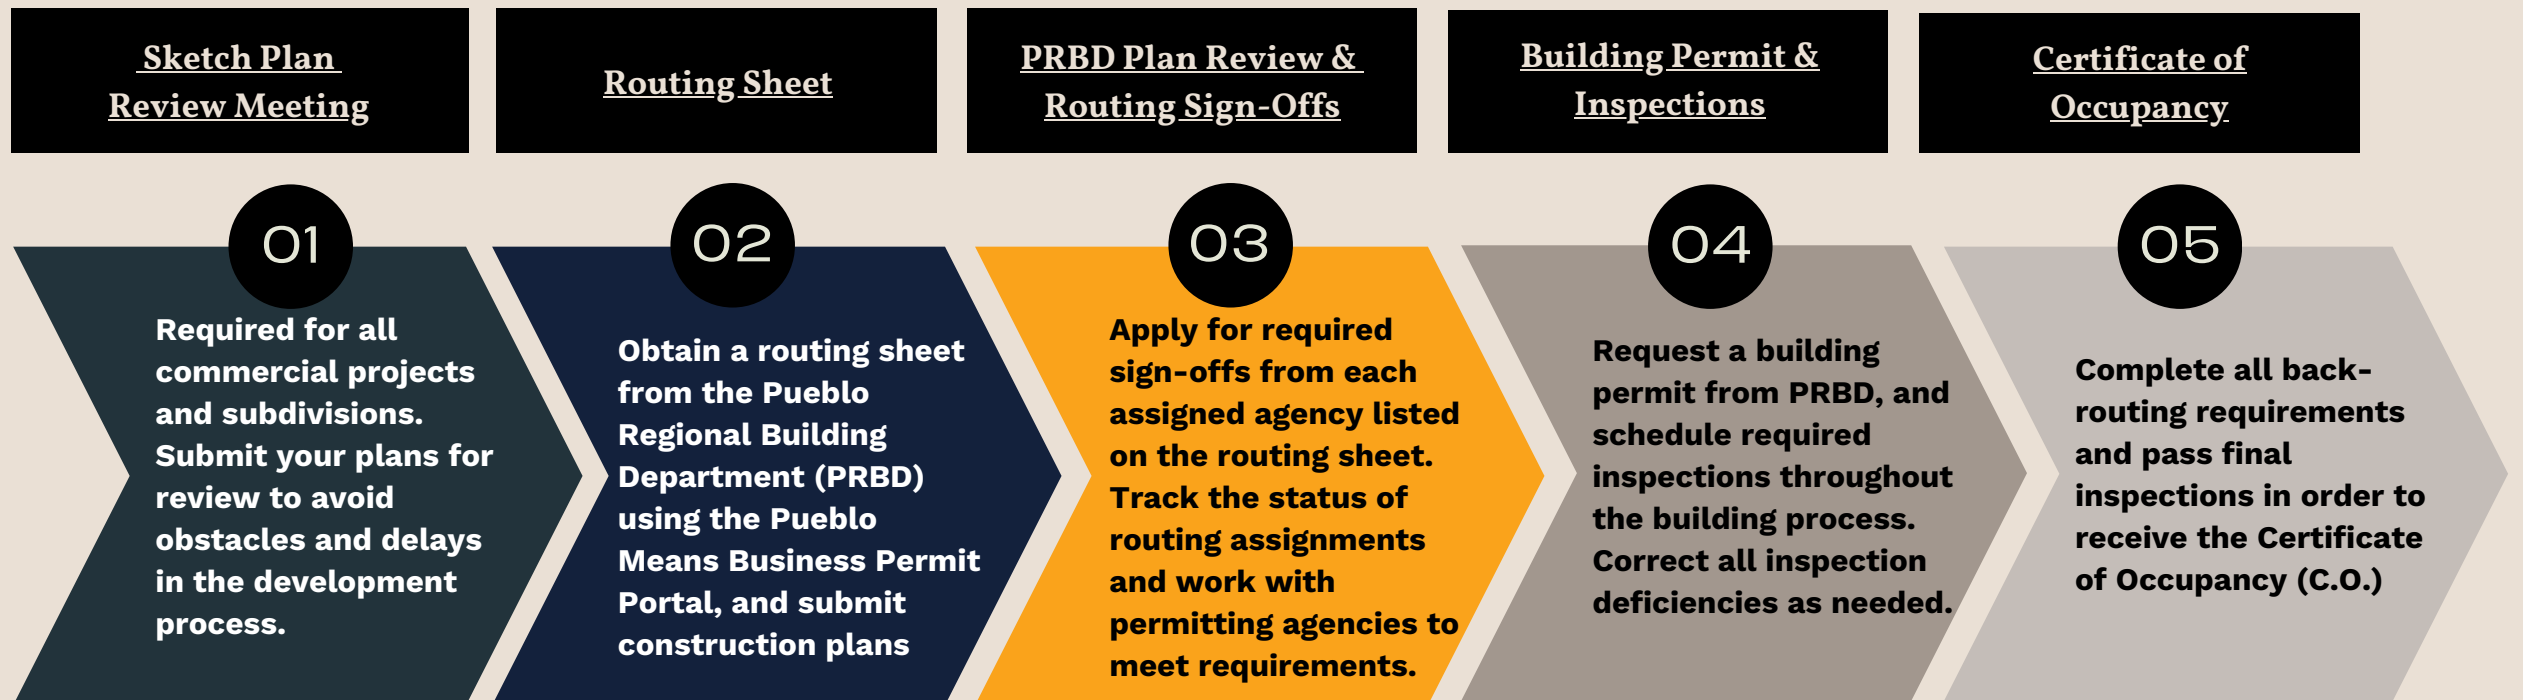 Sketch Plan
Review Meeting
Routing Sheet
PRBD Plan Review &
Routing Sign-Offs
Building Permit &
Inspections
Certificate of
Occupancy
01
Required for all
commercial projects
and subdivisions.
Submit your plans for
review to avoid
obstacles and delays
in the development
process.
02
Obtain a routing sheet
from the Pueblo
Regional Building
Department (PRBD)
using the Pueblo
Means Business Permit
Portal, and submit
construction plans
03
Apply for required
sign-offs from each
assigned agency listed
on the routing sheet.
Track the status of
routing assignments
and work with
permitting agencies to
meet requirements.
04
Request a building
permit from PRBD, and
schedule required
inspections throughout
the building process.
Correct all inspection
deficiencies as needed.
05
Complete all back-
routing requirements
and pass final
inspections in order to
receive the Certificate
of Occupancy (C.O.)